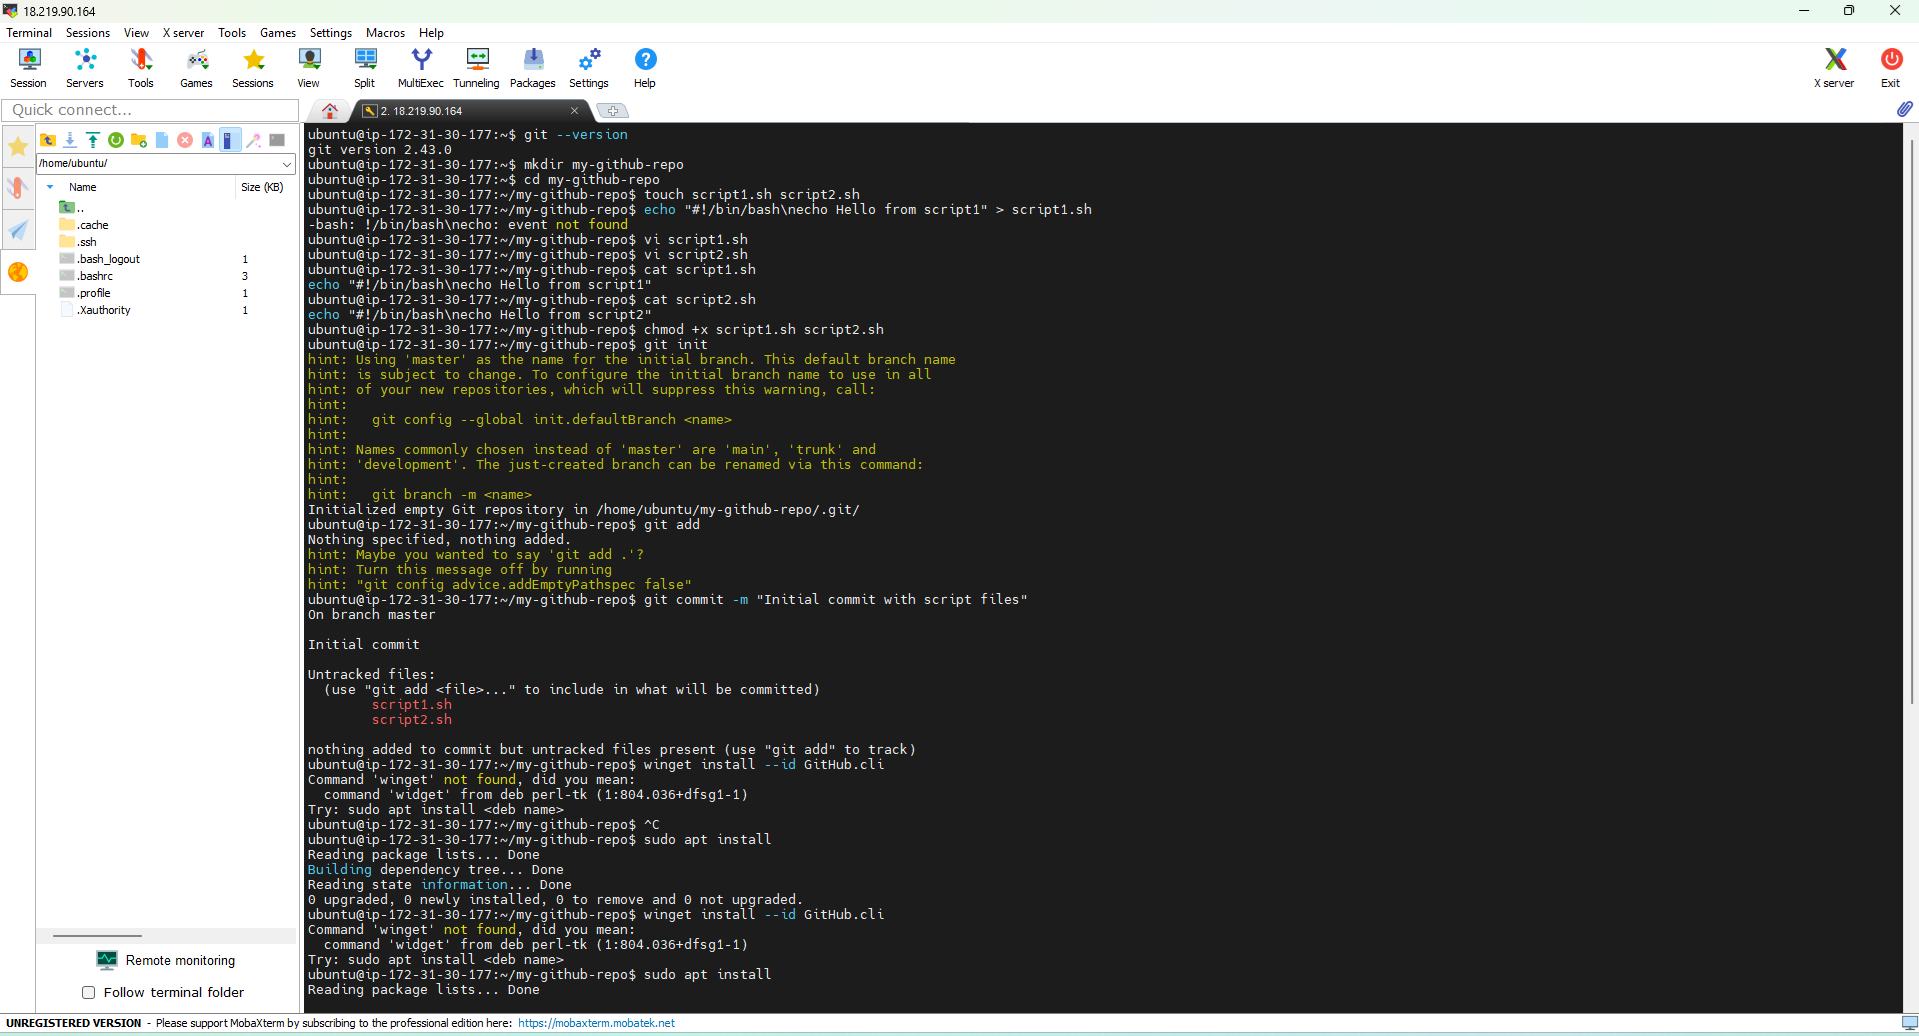 18.219.90.164
Terminal Sessions View X server Tools Games Settings Macros Help
Session Servers Tools Games Sessions View Split MultiExec Tunneling Packages Settings Help X server Exit
Quick connect...
2. 18.219.90.164
/home/ubuntu/
Name Size (KB)
..
.cache
.ssh
.bash_logout 1
.bashrc 3
.profile 1
.Xauthority 1
Remote monitoring
Follow terminal folder
ubuntu@ip-172-31-30-177:~$ git --version
git version 2.43.0
ubuntu@ip-172-31-30-177:~$ mkdir my-github-repo
ubuntu@ip-172-31-30-177:~$ cd my-github-repo
ubuntu@ip-172-31-30-177:~/my-github-repo$ touch script1.sh script2.sh
ubuntu@ip-172-31-30-177:~/my-github-repo$ echo "#!/bin/bash\necho Hello from script1" > script1.sh
-bash: !/bin/bash\necho: event not found
ubuntu@ip-172-31-30-177:~/my-github-repo$ vi script1.sh
ubuntu@ip-172-31-30-177:~/my-github-repo$ vi script2.sh
ubuntu@ip-172-31-30-177:~/my-github-repo$ cat script1.sh
echo "#!/bin/bash\necho Hello from script1"
ubuntu@ip-172-31-30-177:~/my-github-repo$ cat script2.sh
echo "#!/bin/bash\necho Hello from script2"
ubuntu@ip-172-31-30-177:~/my-github-repo$ chmod +x script1.sh script2.sh
ubuntu@ip-172-31-30-177:~/my-github-repo$ git init
hint: Using 'master' as the name for the initial branch. This default branch name
hint: is subject to change. To configure the initial branch name to use in all
hint: of your new repositories, which will suppress this warning, call:
hint:
hint:   git config --global init.defaultBranch <name>
hint:
hint: Names commonly chosen instead of 'master' are 'main', 'trunk' and
hint: 'development'. The just-created branch can be renamed via this command:
hint:
hint:   git branch -m <name>
Initialized empty Git repository in /home/ubuntu/my-github-repo/.git/
ubuntu@ip-172-31-30-177:~/my-github-repo$ git add
Nothing specified, nothing added.
hint: Maybe you wanted to say 'git add .'?
hint: Turn this message off by running
hint: "git config advice.addEmptyPathspec false"
ubuntu@ip-172-31-30-177:~/my-github-repo$ git commit -m "Initial commit with script files"
On branch master
Initial commit
Untracked files:
  (use "git add <file>..." to include in what will be committed)
        script1.sh
        script2.sh
nothing added to commit but untracked files present (use "git add" to track)
ubuntu@ip-172-31-30-177:~/my-github-repo$ winget install --id GitHub.cli
Command 'winget' not found, did you mean:
  command 'widget' from deb perl-tk (1:804.036+dfsg1-1)
Try: sudo apt install <deb name>
ubuntu@ip-172-31-30-177:~/my-github-repo$ ^C
ubuntu@ip-172-31-30-177:~/my-github-repo$ sudo apt install
Reading package lists... Done
Building dependency tree... Done
Reading state information... Done
0 upgraded, 0 newly installed, 0 to remove and 0 not upgraded.
ubuntu@ip-172-31-30-177:~/my-github-repo$ winget install --id GitHub.cli
Command 'winget' not found, did you mean:
  command 'widget' from deb perl-tk (1:804.036+dfsg1-1)
Try: sudo apt install <deb name>
ubuntu@ip-172-31-30-177:~/my-github-repo$ sudo apt install
Reading package lists... Done
UNREGISTERED VERSION - Please support MobaXterm by subscribing to the professional edition here: https://mobaxterm.mobatek.net